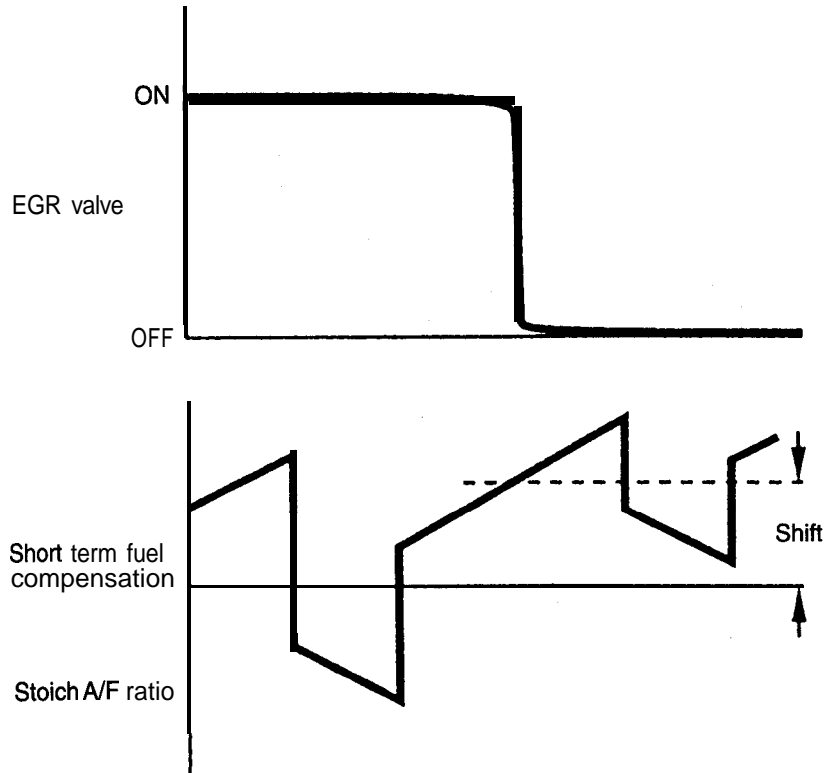 ON
EGR valve
OFF
Short term fuel
compensation
Shift
Stoich A/F ratio